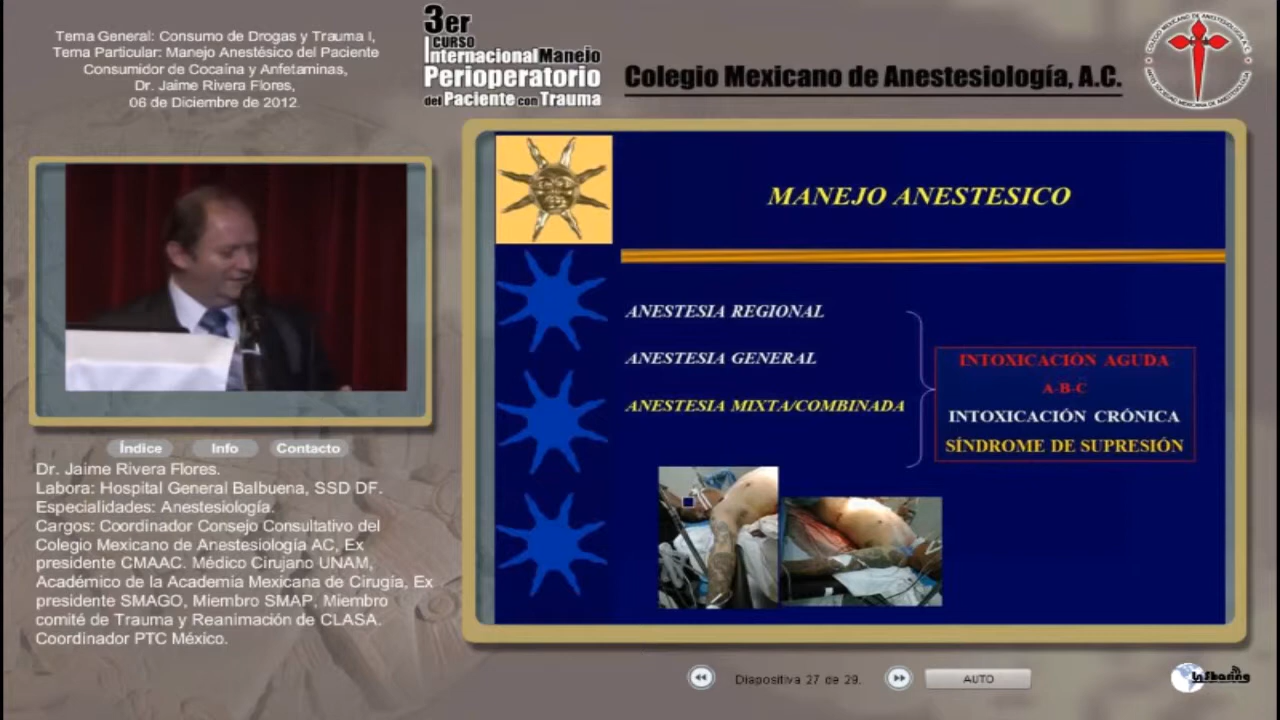 Tema General: Consumo de Drogas y Trauma I,
Tema Particular: Manejo Anestésico del Paciente
Consumidor de Cocaína y Anfetaminas,
Dr. Jaime Rivera Flores,
06 de Diciembre de 2012.
3er
CURSO
Internacional Manejo
Perioperatorio
del Paciente con Trauma
Colegio Mexicano de Anestesiología, A.C.
MANEJO ANESTESICO
ANESTESIA REGIONAL
ANESTESIA GENERAL
ANESTESIA MIXTA/COMBINADA
INTOXICACIÓN AGUDA
A-B-C
INTOXICACIÓN CRÓNICA
SÍNDROME DE SUPRESIÓN
Índice Info Contacto
Dr. Jaime Rivera Flores.
Labora: Hospital General Balbuena, SSD DF.
Especialidades: Anestesiología.
Cargos: Coordinador Consejo Consultativo del
Colegio Mexicano de Anestesiología AC, Ex
presidente CMAAC. Médico Cirujano UNAM,
Académico de la Academia Mexicana de Cirugía, Ex
presidente SMAGO, Miembro SMAP, Miembro
comité de Trauma y Reanimación de CLASA.
Coordinador PTC México.
Diapositiva 27 de 29.
AUTO
InSharing